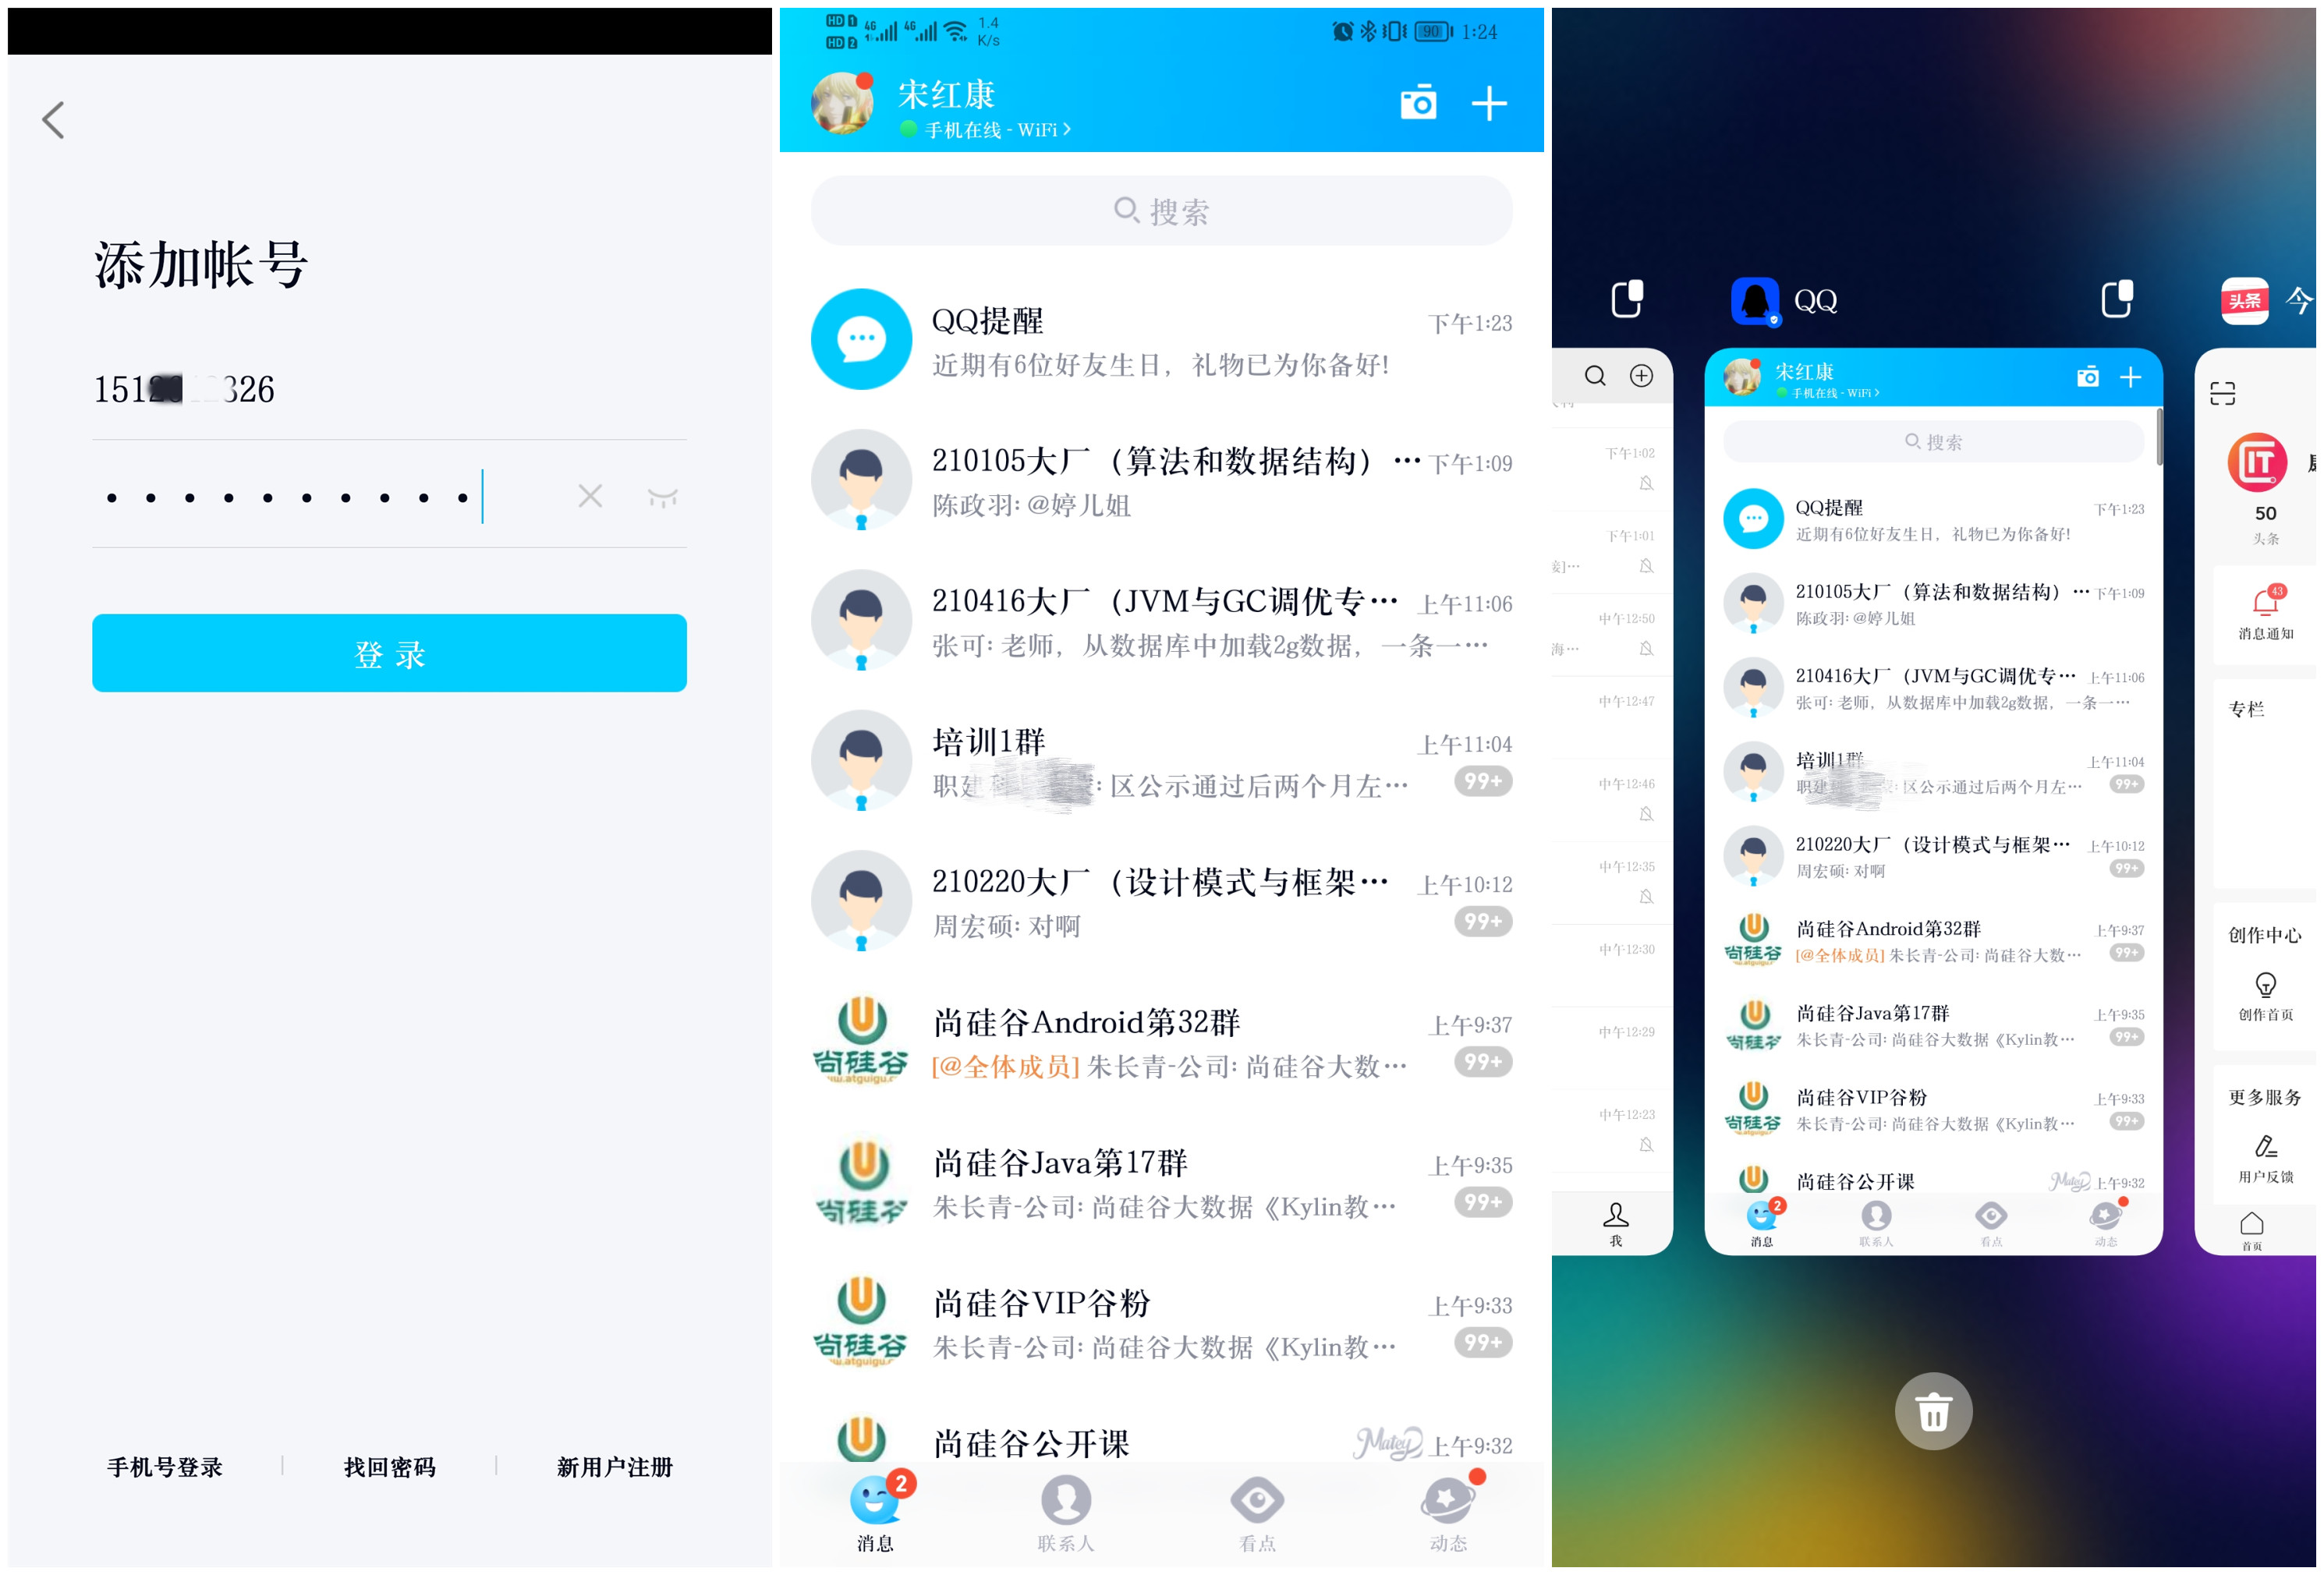 添加帐号
登 录
手机号登录
找回密码
新用户注册
HD 1
HD 2
4G
4G
1.4
K/s
90
1:24
宋红康
手机在线 - WiFi
搜索
QQ提醒
下午1:23
近期有6位好友生日，礼物已为你备好!
210105大厂（算法和数据结构）…
下午1:09
陈政羽: @婷儿姐
210416大厂（JVM与GC调优专…
上午11:06
张可: 老师，从数据库中加载2g数据，一条一…
培训1群
上午11:04
: 区公示通过后两个月左…
99+
210220大厂（设计模式与框架…
上午10:12
周宏硕: 对啊
99+
尚硅谷
www.atguigu.c
尚硅谷Android第32群
上午9:37
[@全体成员] 朱长青-公司: 尚硅谷大数…
99+
尚硅谷
尚硅谷Java第17群
上午9:35
朱长青-公司: 尚硅谷大数据《Kylin教…
99+
尚硅谷
尚硅谷VIP谷粉
上午9:33
朱长青-公司: 尚硅谷大数据《Kylin教…
99+
尚硅谷公开课
Matey
上午9:32
2
消息
联系人
看点
动态
下午1:02
下午1:01
接]…
中午12:50
海…
中午12:47
中午12:46
中午12:35
中午12:30
中午12:29
中午12:23
我
QQ
宋红康
手机在线 - WiFi
搜索
QQ提醒
下午1:23
近期有6位好友生日，礼物已为你备好!
210105大厂（算法和数据结构）…
下午1:09
陈政羽: @婷儿姐
210416大厂（JVM与GC调优专…
上午11:06
张可: 老师，从数据库中加载2g数据，一条一…
培训1群
上午11:04
区公示通过后两个月左…
99+
210220大厂（设计模式与框架…
上午10:12
周宏硕: 对啊
99+
尚硅谷
尚硅谷Android第32群
上午9:37
[@全体成员] 朱长青-公司: 尚硅谷大数…
99+
尚硅谷
尚硅谷Java第17群
上午9:35
朱长青-公司: 尚硅谷大数据《Kylin教…
99+
尚硅谷
尚硅谷VIP谷粉
上午9:33
朱长青-公司: 尚硅谷大数据《Kylin教…
99+
尚硅谷公开课
Matey
上午9:32
2
消息
联系人
看点
动态
头条
今
IT
50
头条
43
消息通知
专栏
创作中心
创作首页
更多服务
用户反馈
首页